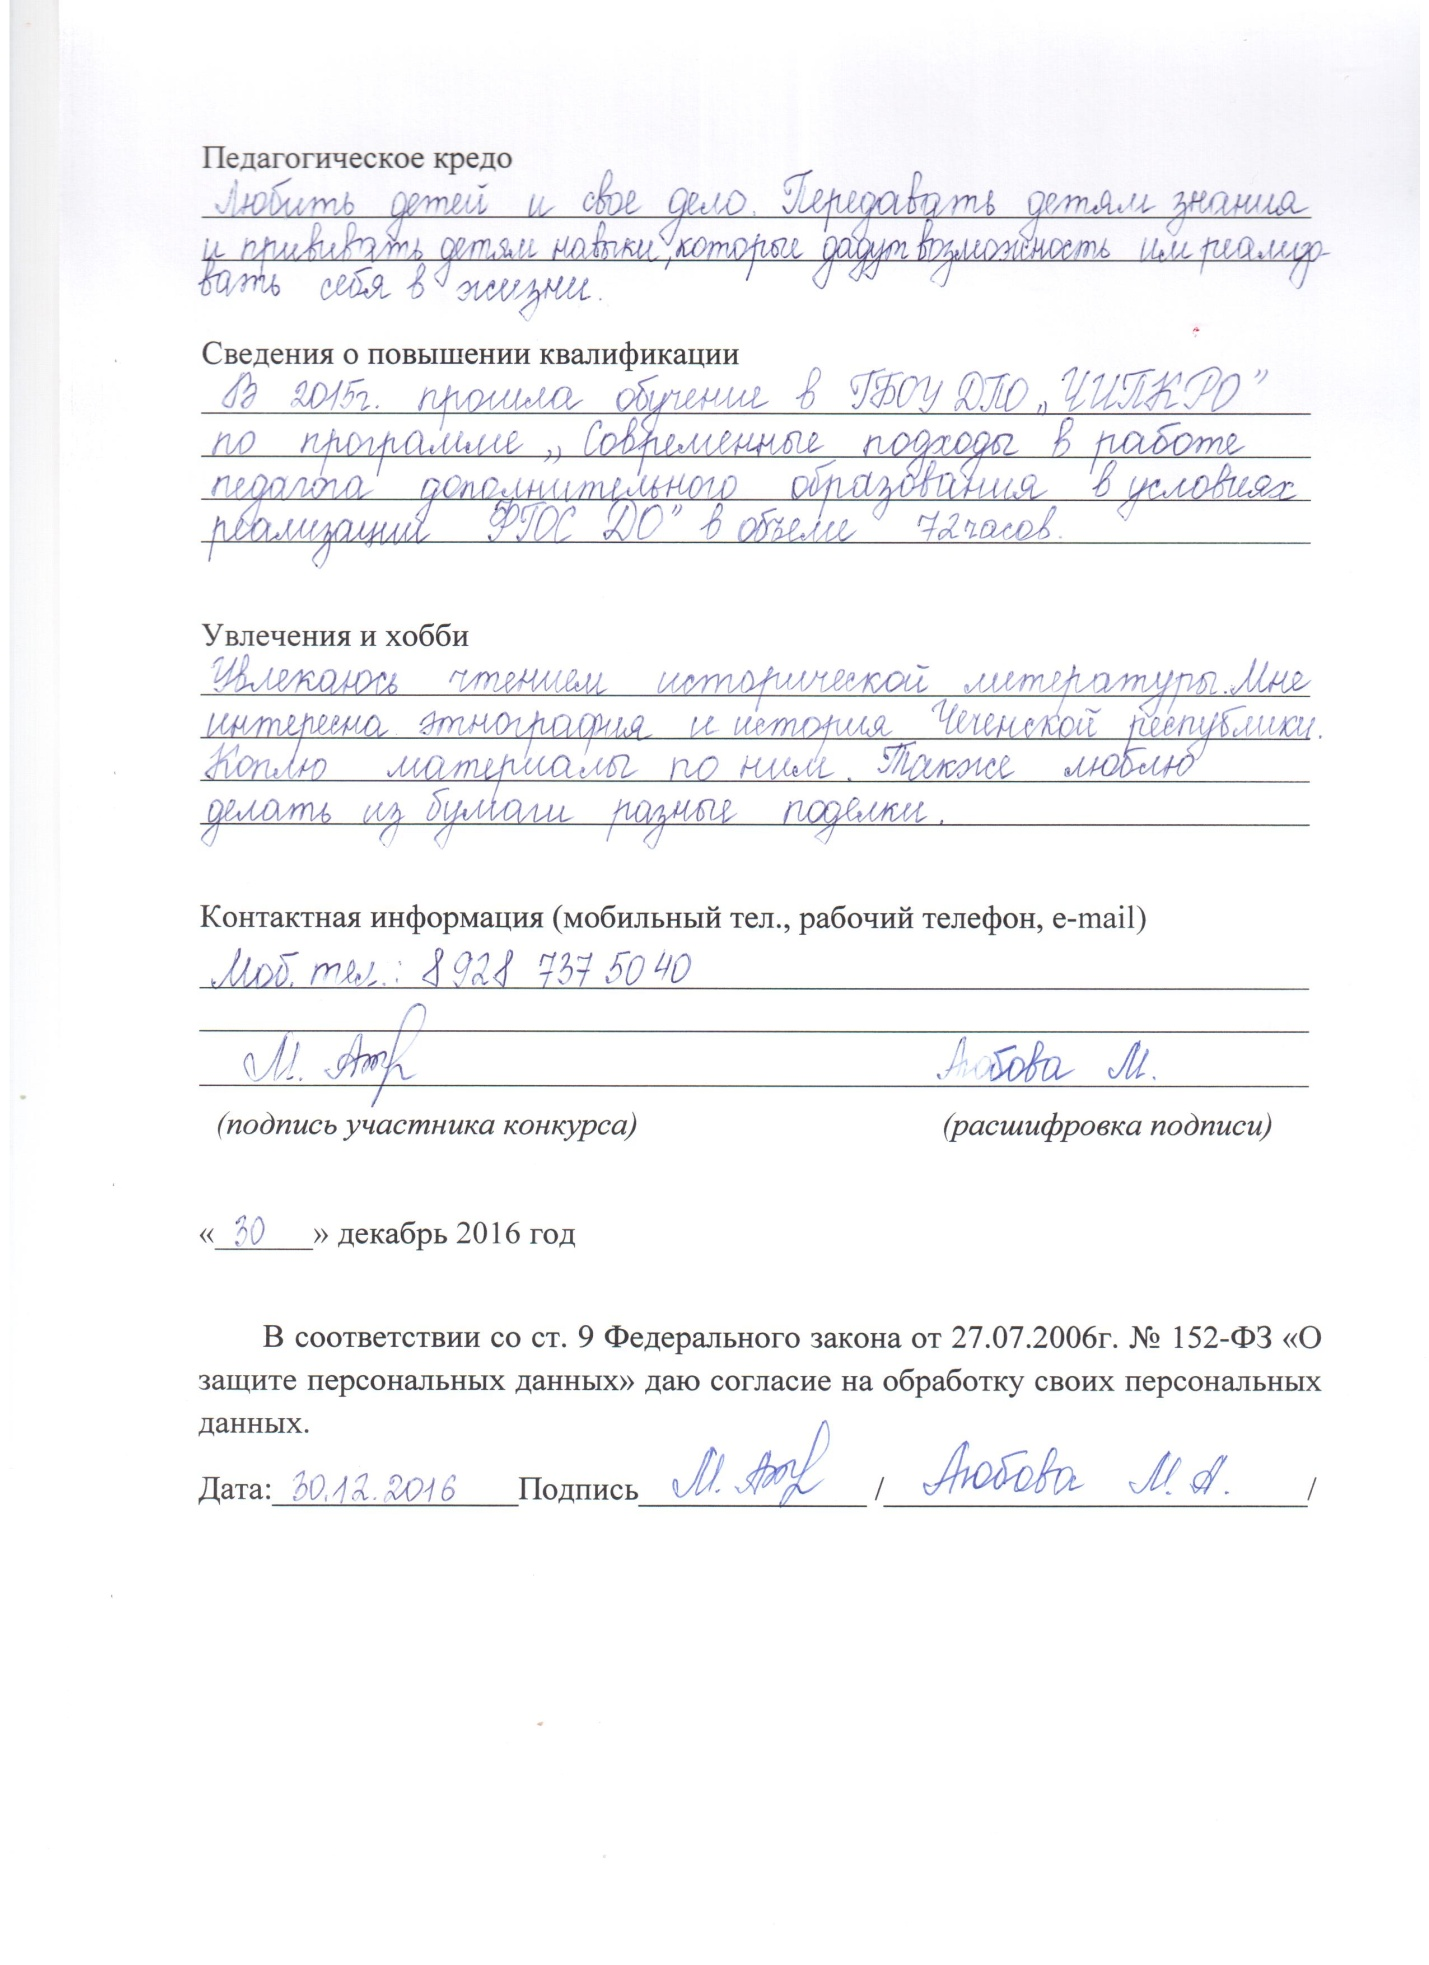 Педагогическое кредо
Любить детей и свое дело. Передавать детям знания
и прививать детям навыки, которые дадут возможность им реализо-
вать себя в жизни.
Сведения о повышении квалификации
В 2015г. прошла обучение в ГБОУ ДПО „ЧИПКРО”
по программе „Современные подходы в работе
педагога дополнительного образования в условиях
реализации ФГОС ДО” в объеме 72 часов.
Увлечения и хобби
Увлекаюсь чтением исторической литературы. Мне
интересна этнография и история Чеченской республики.
Коплю материалы по ним. Также люблю
делать из бумаги разные поделки.
Контактная информация (мобильный тел., рабочий телефон, e-mail)
Моб. тел.: 8 928 737 50 40
М. Аюбова М.
(подпись участника конкурса) (расшифровка подписи)
«30» декабрь 2016 год
В соответствии со ст. 9 Федерального закона от 27.07.2006г. № 152-ФЗ «О
защите персональных данных» даю согласие на обработку своих персональных
данных.
Дата: 30.12.2016 Подпись М. / Аюбова М. А. /